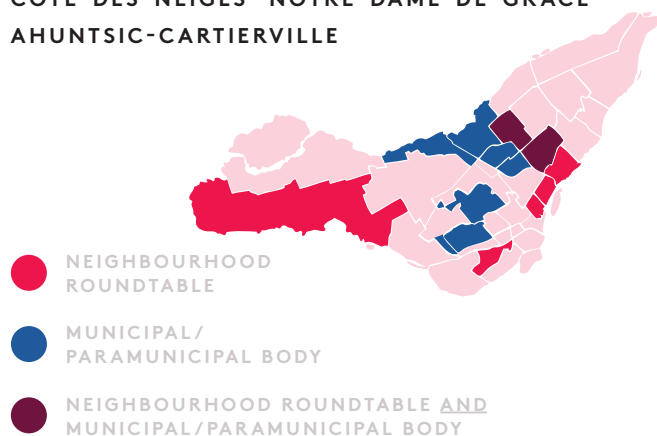 CÔTE-DES-NEIGES–NOTRE-DAME-DE-GRÂCE
AHUNTSIC-CARTIERVILLE
NEIGHBOURHOOD
ROUNDTABLE
MUNICIPAL/
PARAMUNICIPAL BODY
NEIGHBOURHOOD ROUNDTABLE AND
MUNICIPAL/PARAMUNICIPAL BODY